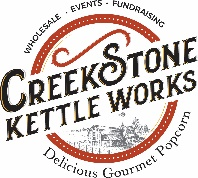 WHOLESALE · EVENTS · FUNDRAISING
CREEKSTONE
KETTLE WORKS
Delicious Gourmet Popcorn